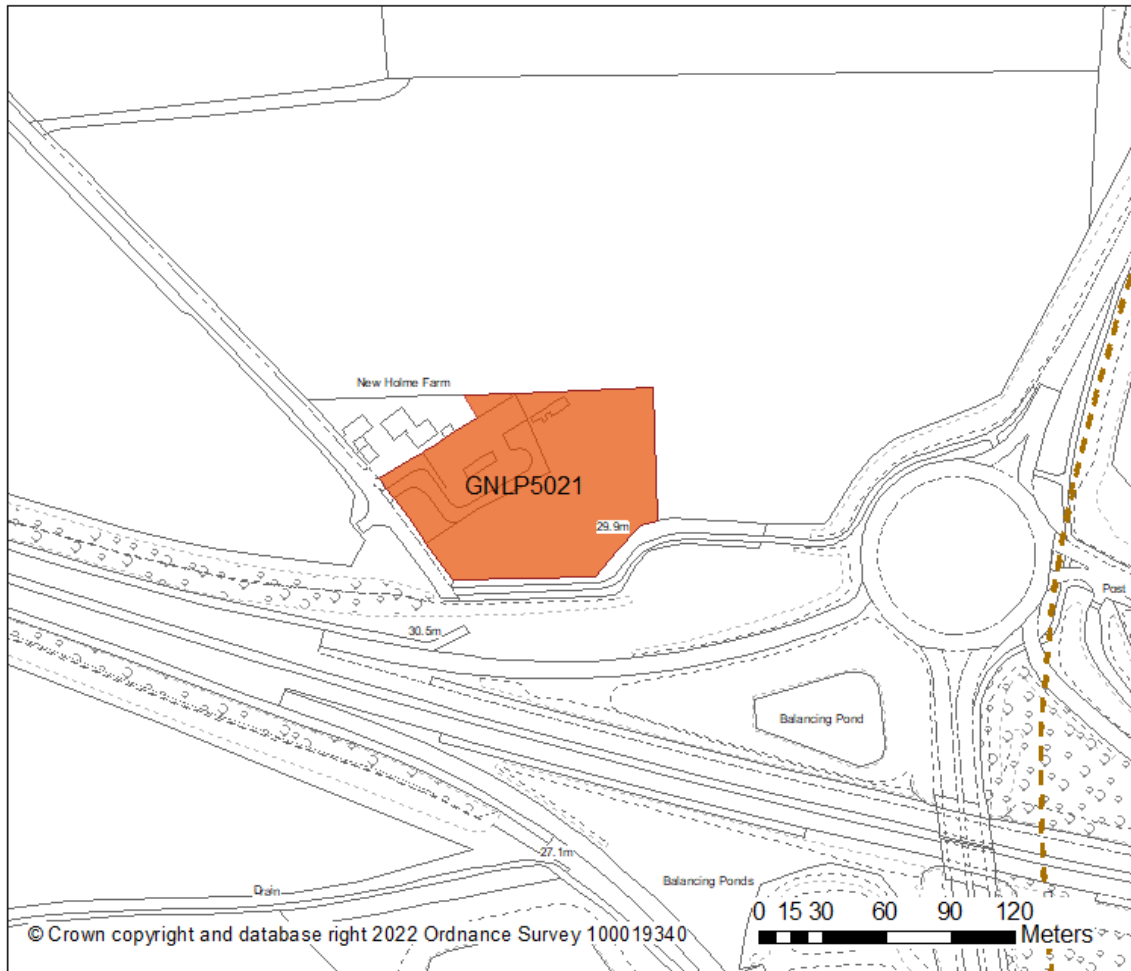 New Holme Farm
GNLP5021
29.9m
Post
30.5m
Balancing Pond
27.1m
Balancing Ponds
Drain
0 15 30 60 90 120
Meters
© Crown copyright and database right 2022 Ordnance Survey 100019340